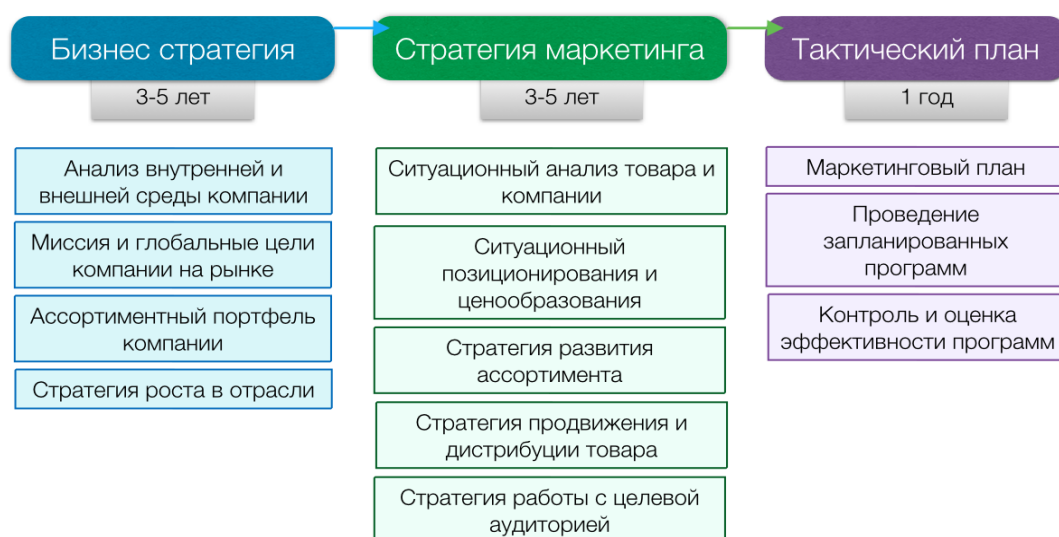 Бизнес стратегия
3-5 лет
Анализ внутренней и
внешней среды компании
Миссия и глобальные цели
компании на рынке
Ассортиментный портфель
компании
Стратегия роста в отрасли
Стратегия маркетинга
3-5 лет
Ситуационный анализ товара и
компании
Ситуационный
позиционирования и
ценообразования
Стратегия развития
ассортимента
Стратегия продвижения и
дистрибуции товара
Стратегия работы с целевой
аудиторией
Тактический план
1 год
Маркетинговый план
Проведение
запланированных
программ
Контроль и оценка
эффективности программ